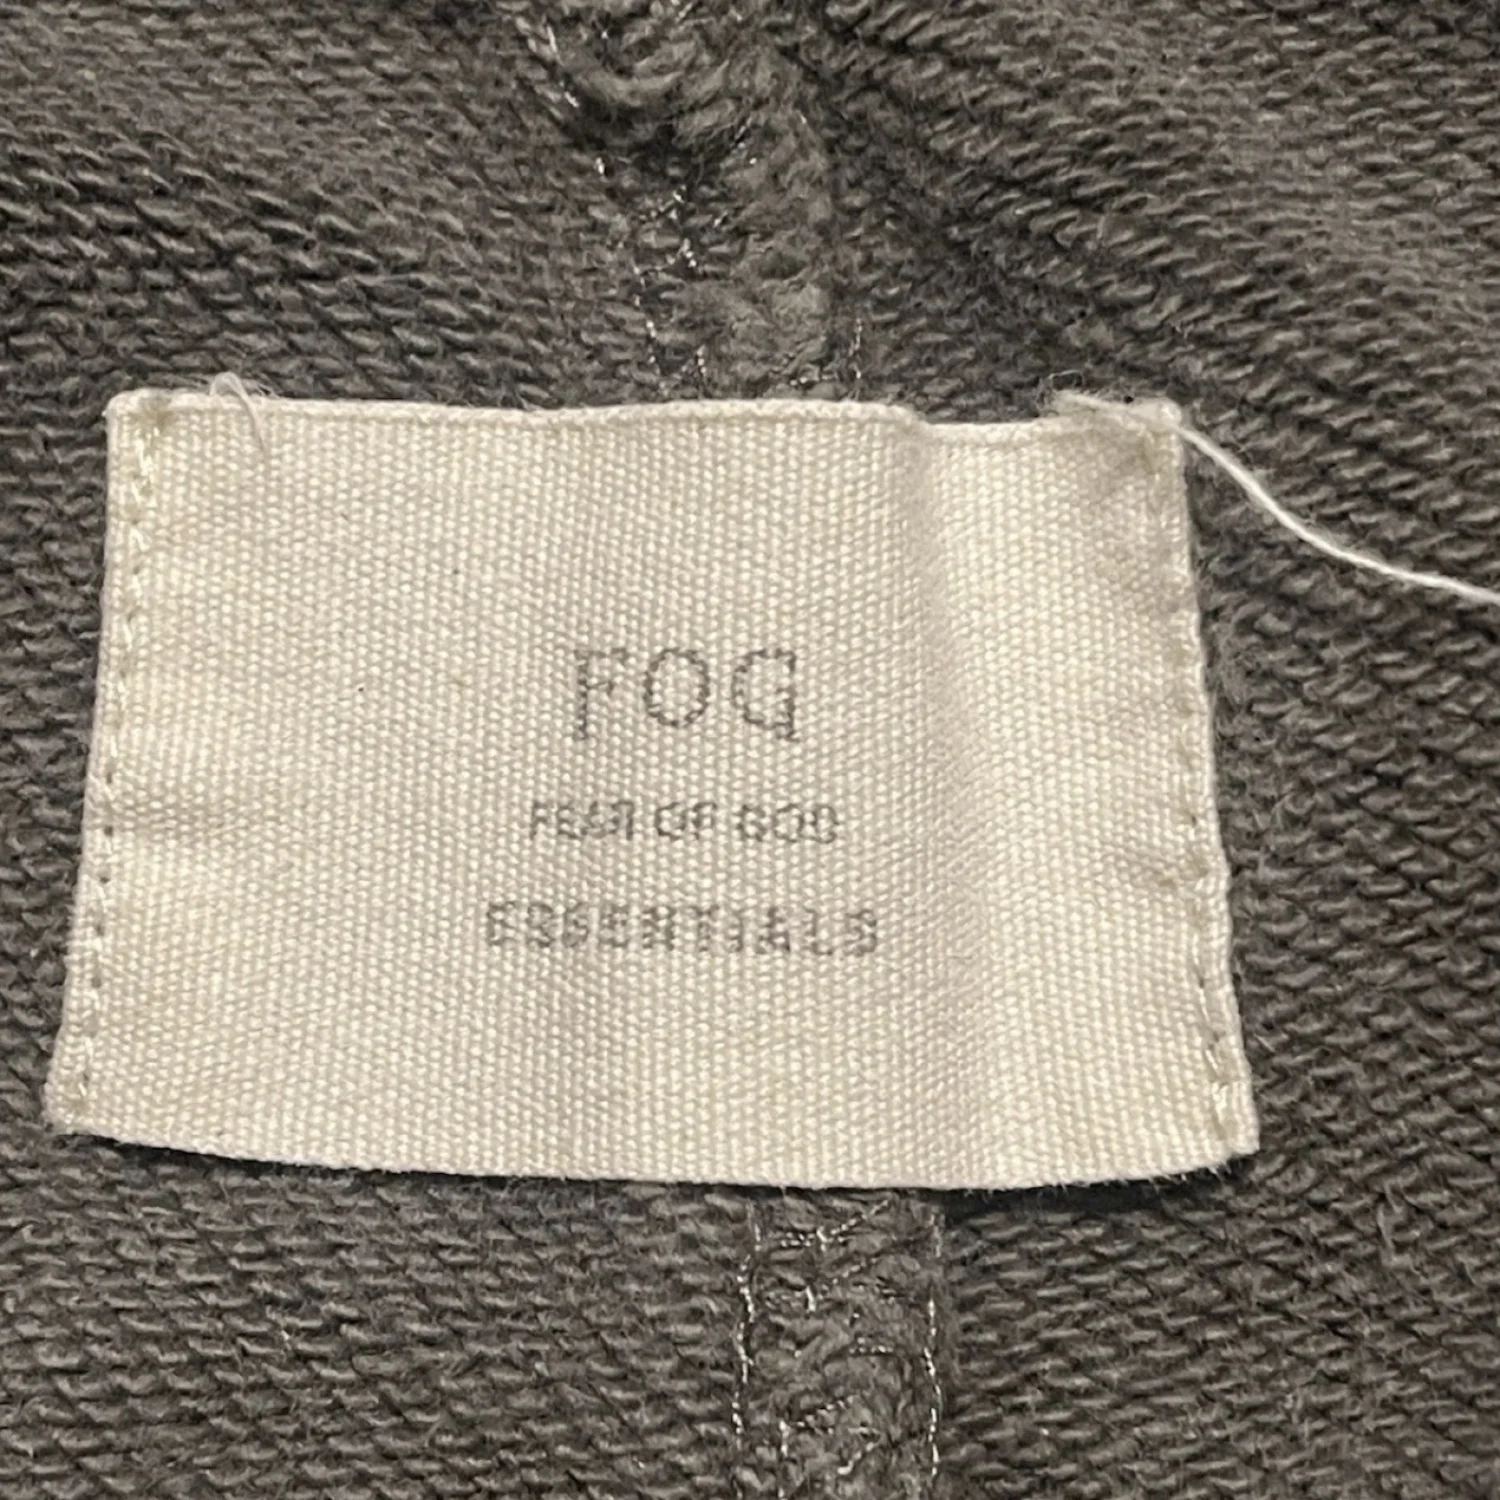 FOG
FEAR OF GOD
ESSENTIALS